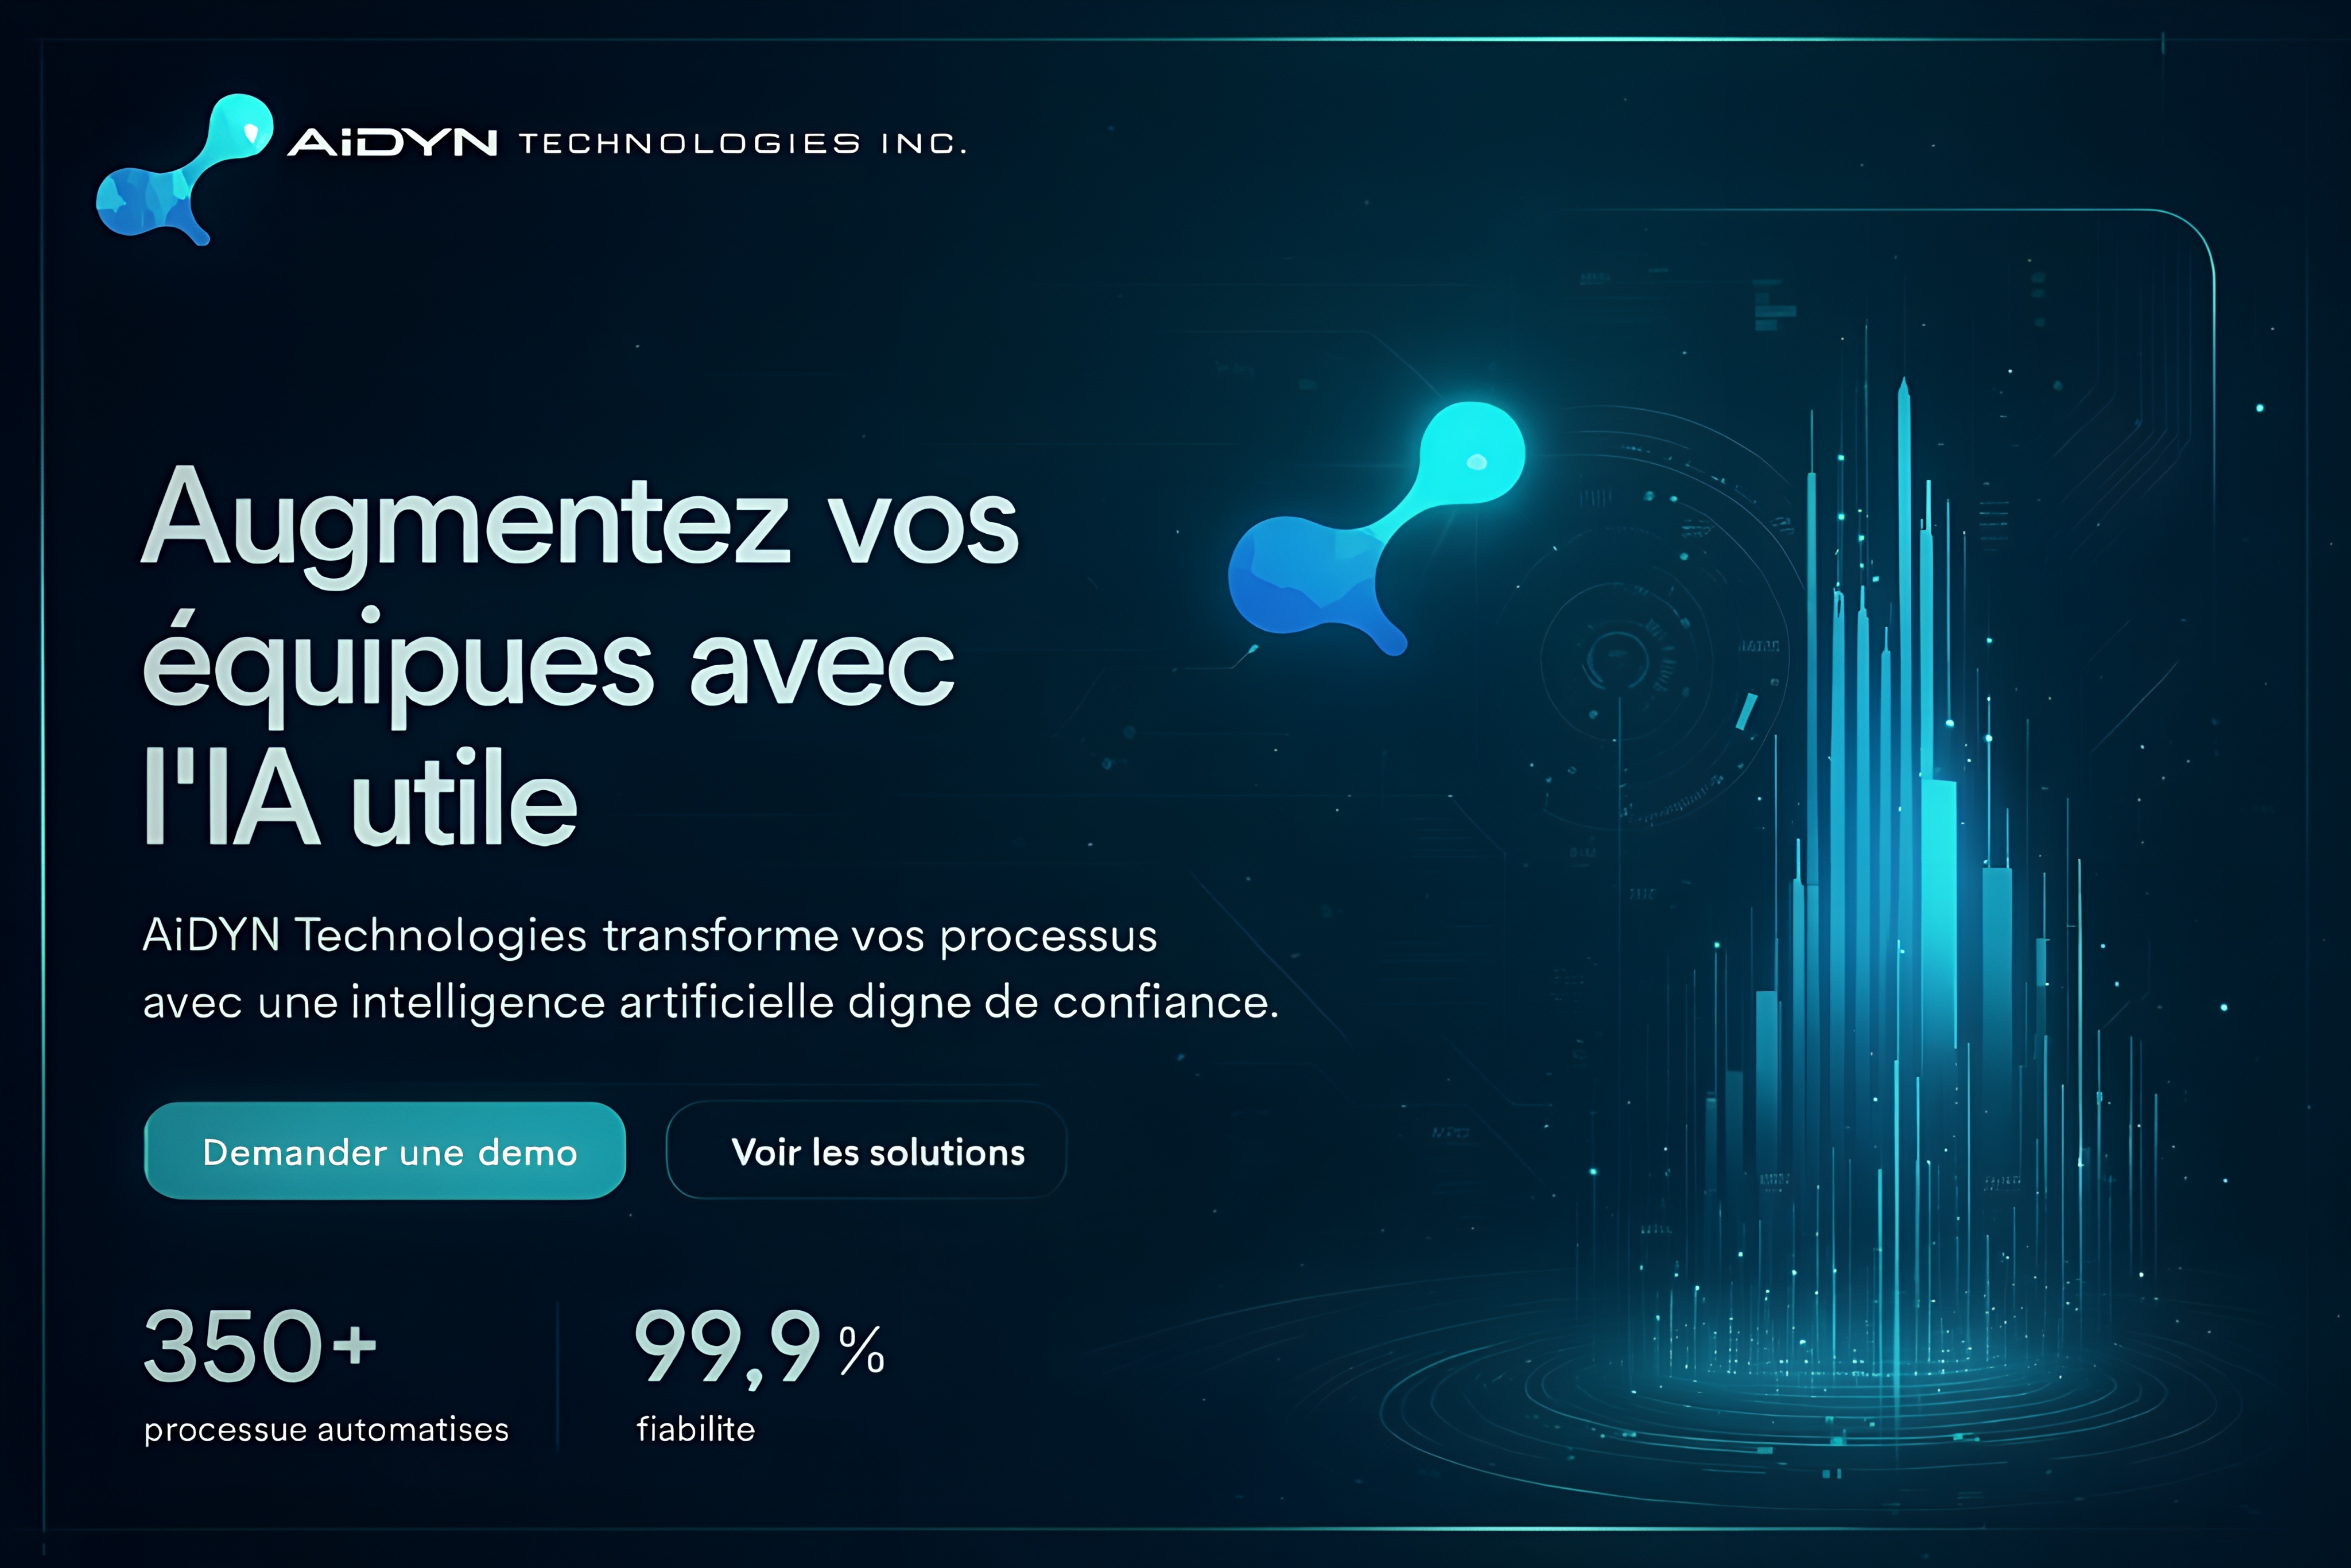 AiDYN TECHNOLOGIES INC.
Augmentez vos
équipues avec
l'IA utile
AiDYN Technologies transforme vos processus
avec une intelligence artificielle digne de confiance.
Demander une demo
Voir les solutions
350+
processue automatises
99,9 %
fiabilite